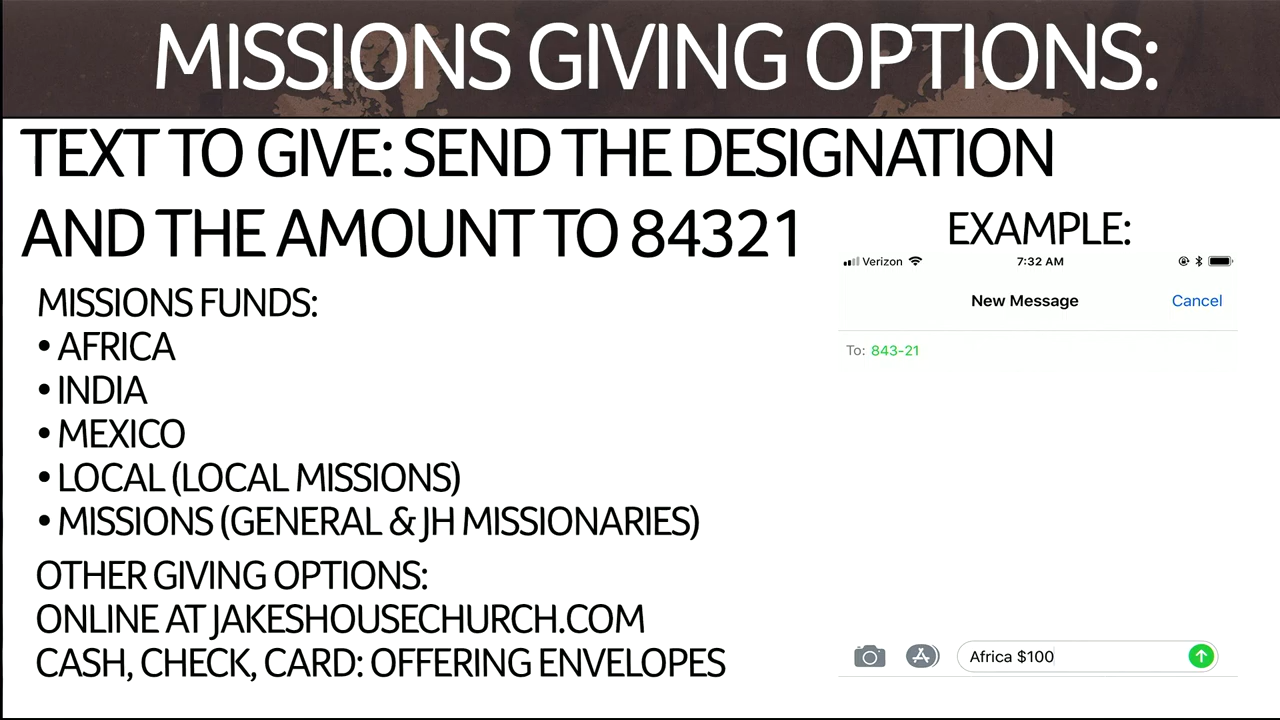 MISSIONS GIVING OPTIONS:
TEXT TO GIVE: SEND THE DESIGNATION
AND THE AMOUNT TO 84321
MISSIONS FUNDS:
• AFRICA
• INDIA
• MEXICO
• LOCAL (LOCAL MISSIONS)
• MISSIONS (GENERAL & JH MISSIONARIES)
OTHER GIVING OPTIONS:
ONLINE AT JAKESHOUSECHURCH.COM
CASH, CHECK, CARD: OFFERING ENVELOPES
EXAMPLE:
Verizon 7:32 AM
New Message Cancel
To: 843-21
Africa $100